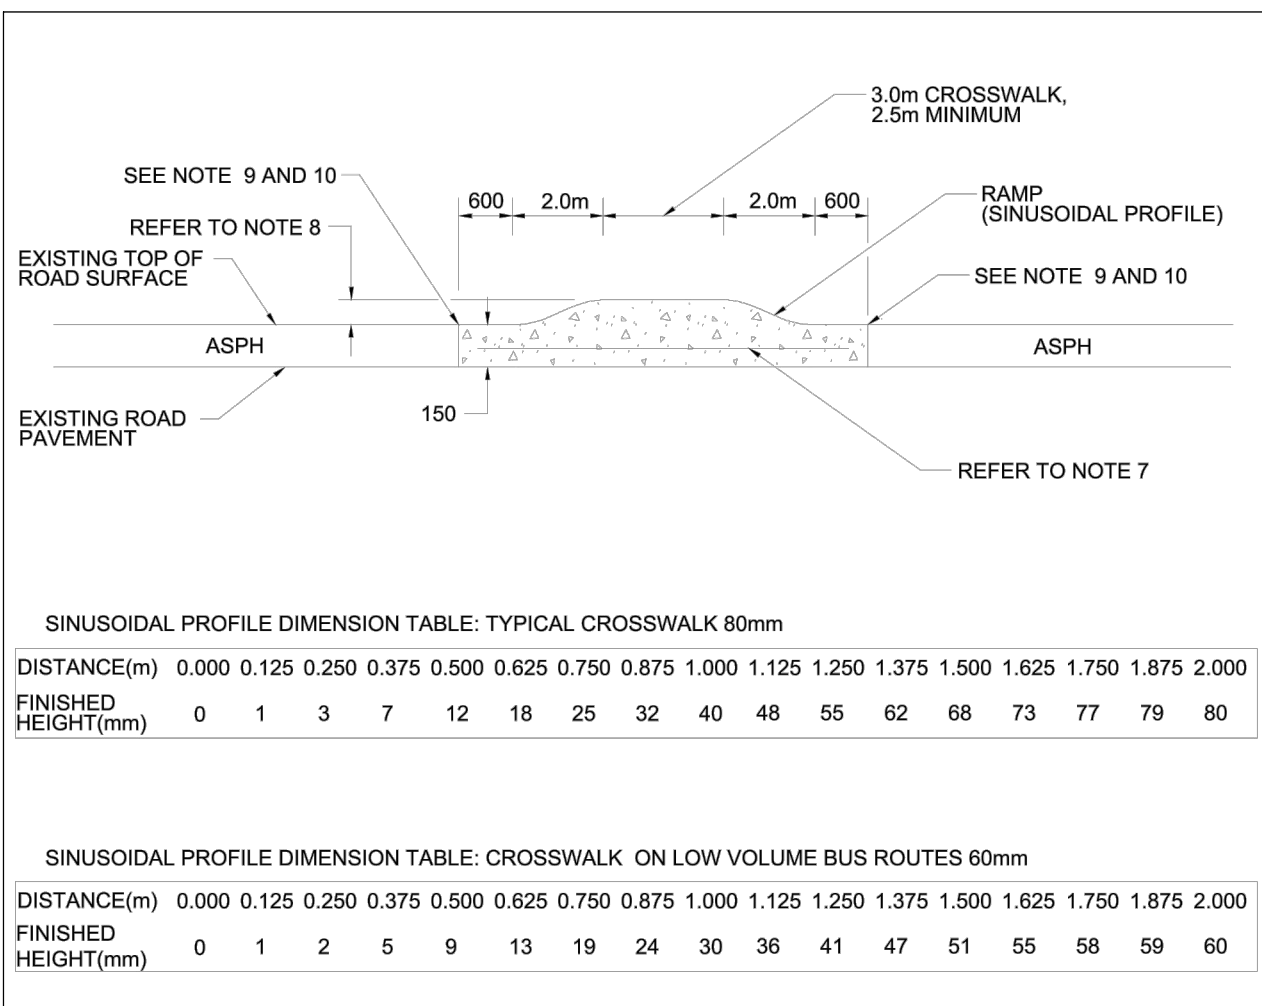 3.0m CROSSWALK,
2.5m MINIMUM
SEE NOTE 9 AND 10
600
2.0m
2.0m
600
RAMP
(SINUSOIDAL PROFILE)
REFER TO NOTE 8
EXISTING TOP OF
ROAD SURFACE
SEE NOTE 9 AND 10
ASPH
ASPH
150
EXISTING ROAD
PAVEMENT
REFER TO NOTE 7
SINUSOIDAL PROFILE DIMENSION TABLE: TYPICAL CROSSWALK 80mm
DISTANCE(m) 0.000 0.125 0.250 0.375 0.500 0.625 0.750 0.875 1.000 1.125 1.250 1.375 1.500 1.625 1.750 1.875 2.000
FINISHED
HEIGHT(mm) 0 1 3 7 12 18 25 32 40 48 55 62 68 73 77 79 80
SINUSOIDAL PROFILE DIMENSION TABLE: CROSSWALK ON LOW VOLUME BUS ROUTES 60mm
DISTANCE(m) 0.000 0.125 0.250 0.375 0.500 0.625 0.750 0.875 1.000 1.125 1.250 1.375 1.500 1.625 1.750 1.875 2.000
FINISHED
HEIGHT(mm) 0 1 2 5 9 13 19 24 30 36 41 47 51 55 58 59 60